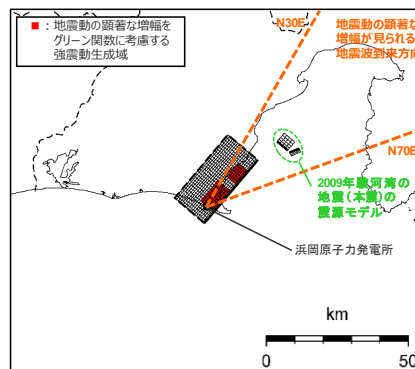 ■ : 地震動の顕著な増幅を
グリーン関数に考慮する
強震動生成域
N30E
地震動の顕著な
増幅が見られる
地震波到来方向
N70E
2009年駿河湾の
地震(本震)の
震源モデル
浜岡原子力発電所
km
0 50